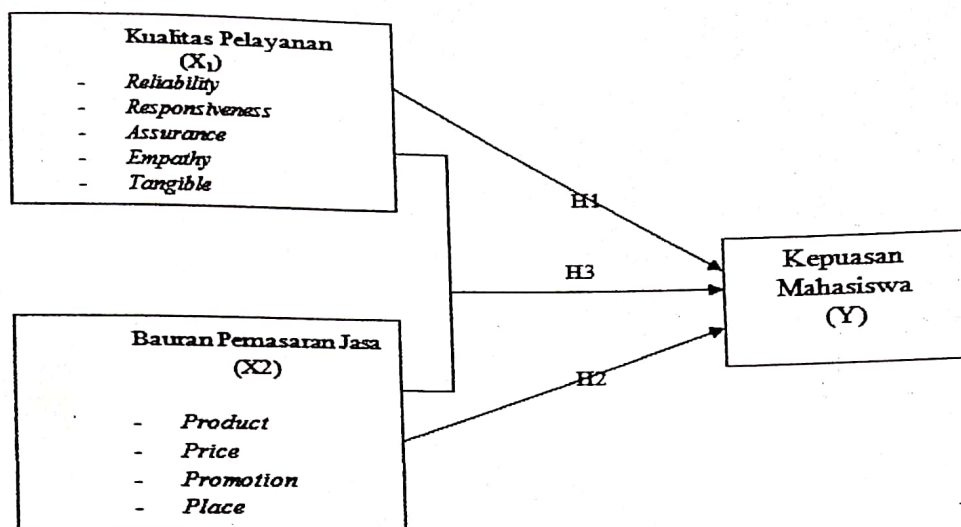 Kualitas Pelayanan
(X₁)
- Reliability
- Responsiveness
- Assurance
- Empathy
- Tangible
H1
H3
Kepuasan
Mahasiswa
(Y)
Bauran Pemasaran Jasa
(X2)
H2
- Product
- Price
- Promotion
- Place